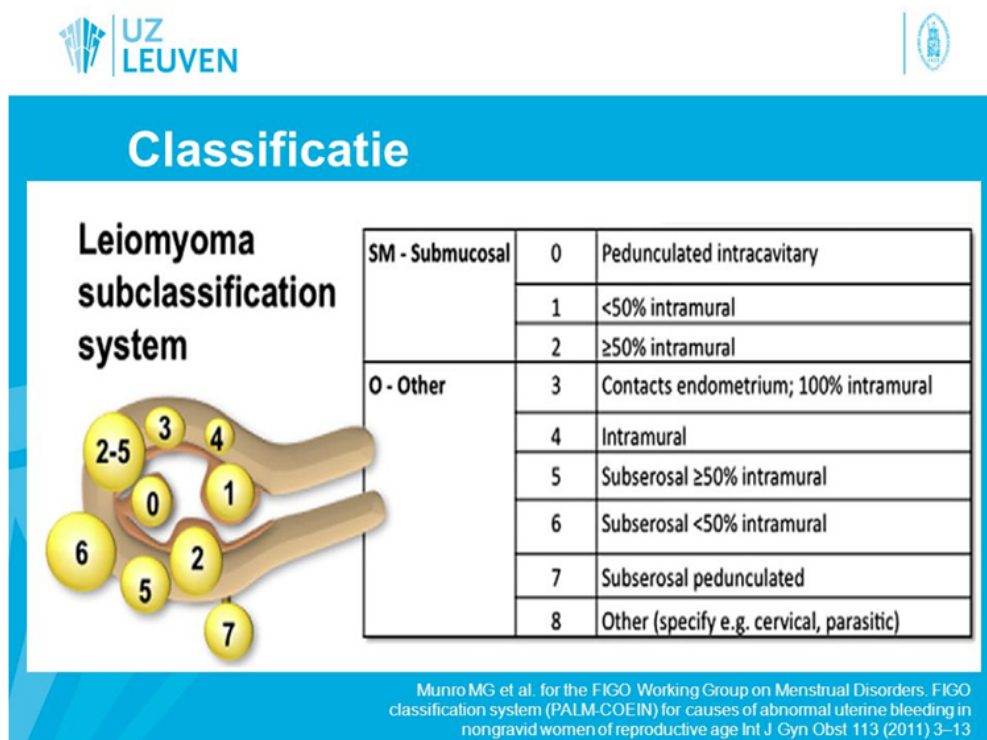 UZ
LEUVEN
Classificatie
Leiomyoma
subclassification
system
SM - Submucosal 0 Pedunculated intracavitary
1 <50% intramural
2 ≥50% intramural
O - Other 3 Contacts endometrium; 100% intramural
4 Intramural
5 Subserosal ≥50% intramural
6 Subserosal <50% intramural
7 Subserosal pedunculated
8 Other (specify e.g. cervical, parasitic)
3
4
2-5
0
1
6
2
5
7
Munro MG et al. for the FIGO Working Group on Menstrual Disorders. FIGO
classification system (PALM-COEIN) for causes of abnormal uterine bleeding in
nongravid women of reproductive age Int J Gyn Obst 113 (2011) 3–13